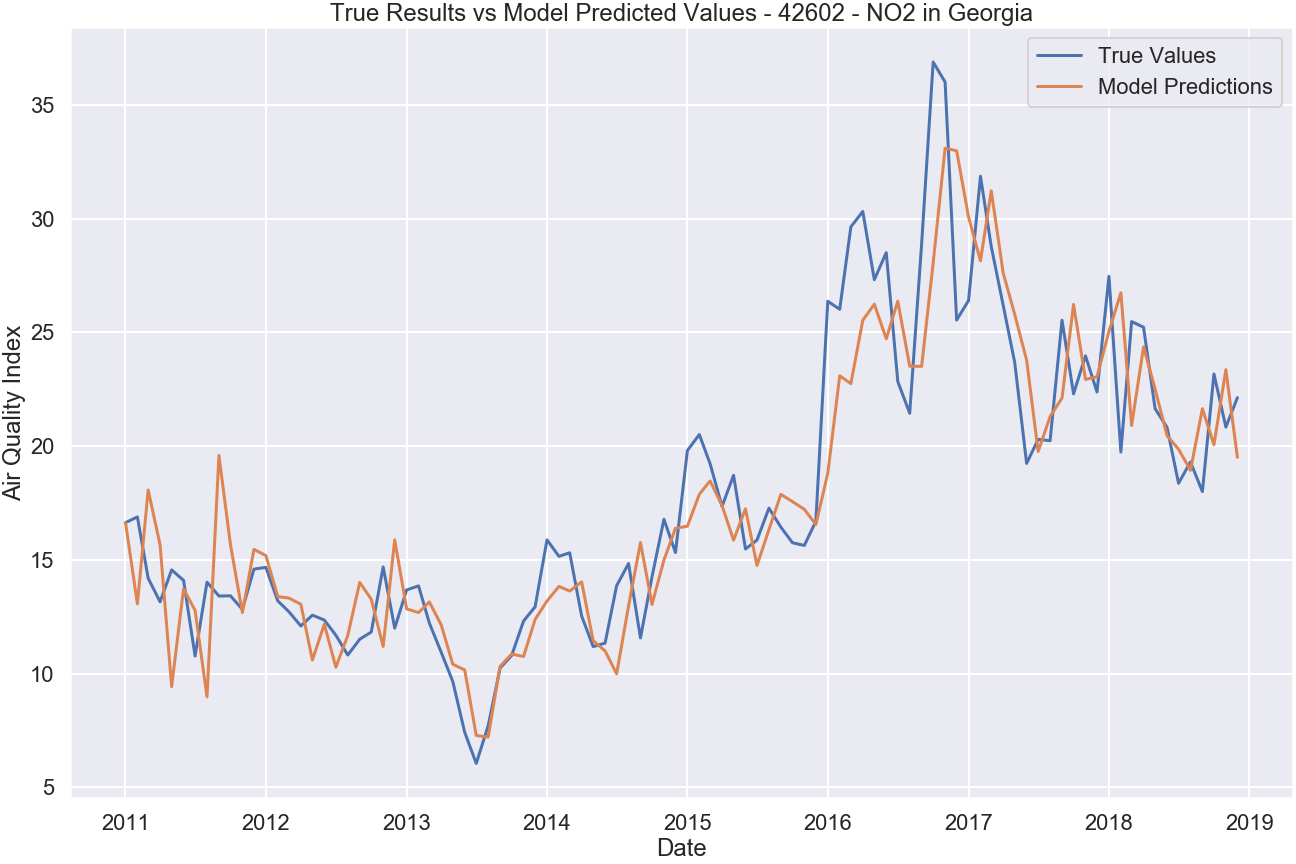 True Results vs Model Predicted Values - 42602 - NO2 in Georgia
True Values
Model Predictions
Air Quality Index
35
30
25
20
15
10
5
2011 2012 2013 2014 2015 2016 2017 2018 2019
Date